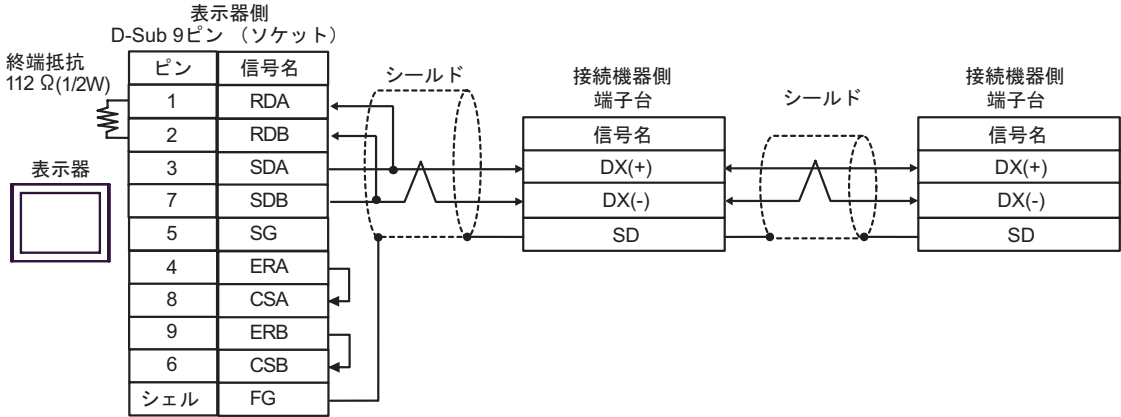 表示器側
D-Sub 9ピン （ソケット）
終端抵抗
112 Ω(1/2W)
表示器
ピン 信号名
1 RDA
2 RDB
3 SDA
7 SDB
5 SG
4 ERA
8 CSA
9 ERB
6 CSB
シェル FG
シールド
接続機器側
端子台
信号名
DX(+)
DX(-)
SD
シールド
接続機器側
端子台
信号名
DX(+)
DX(-)
SD